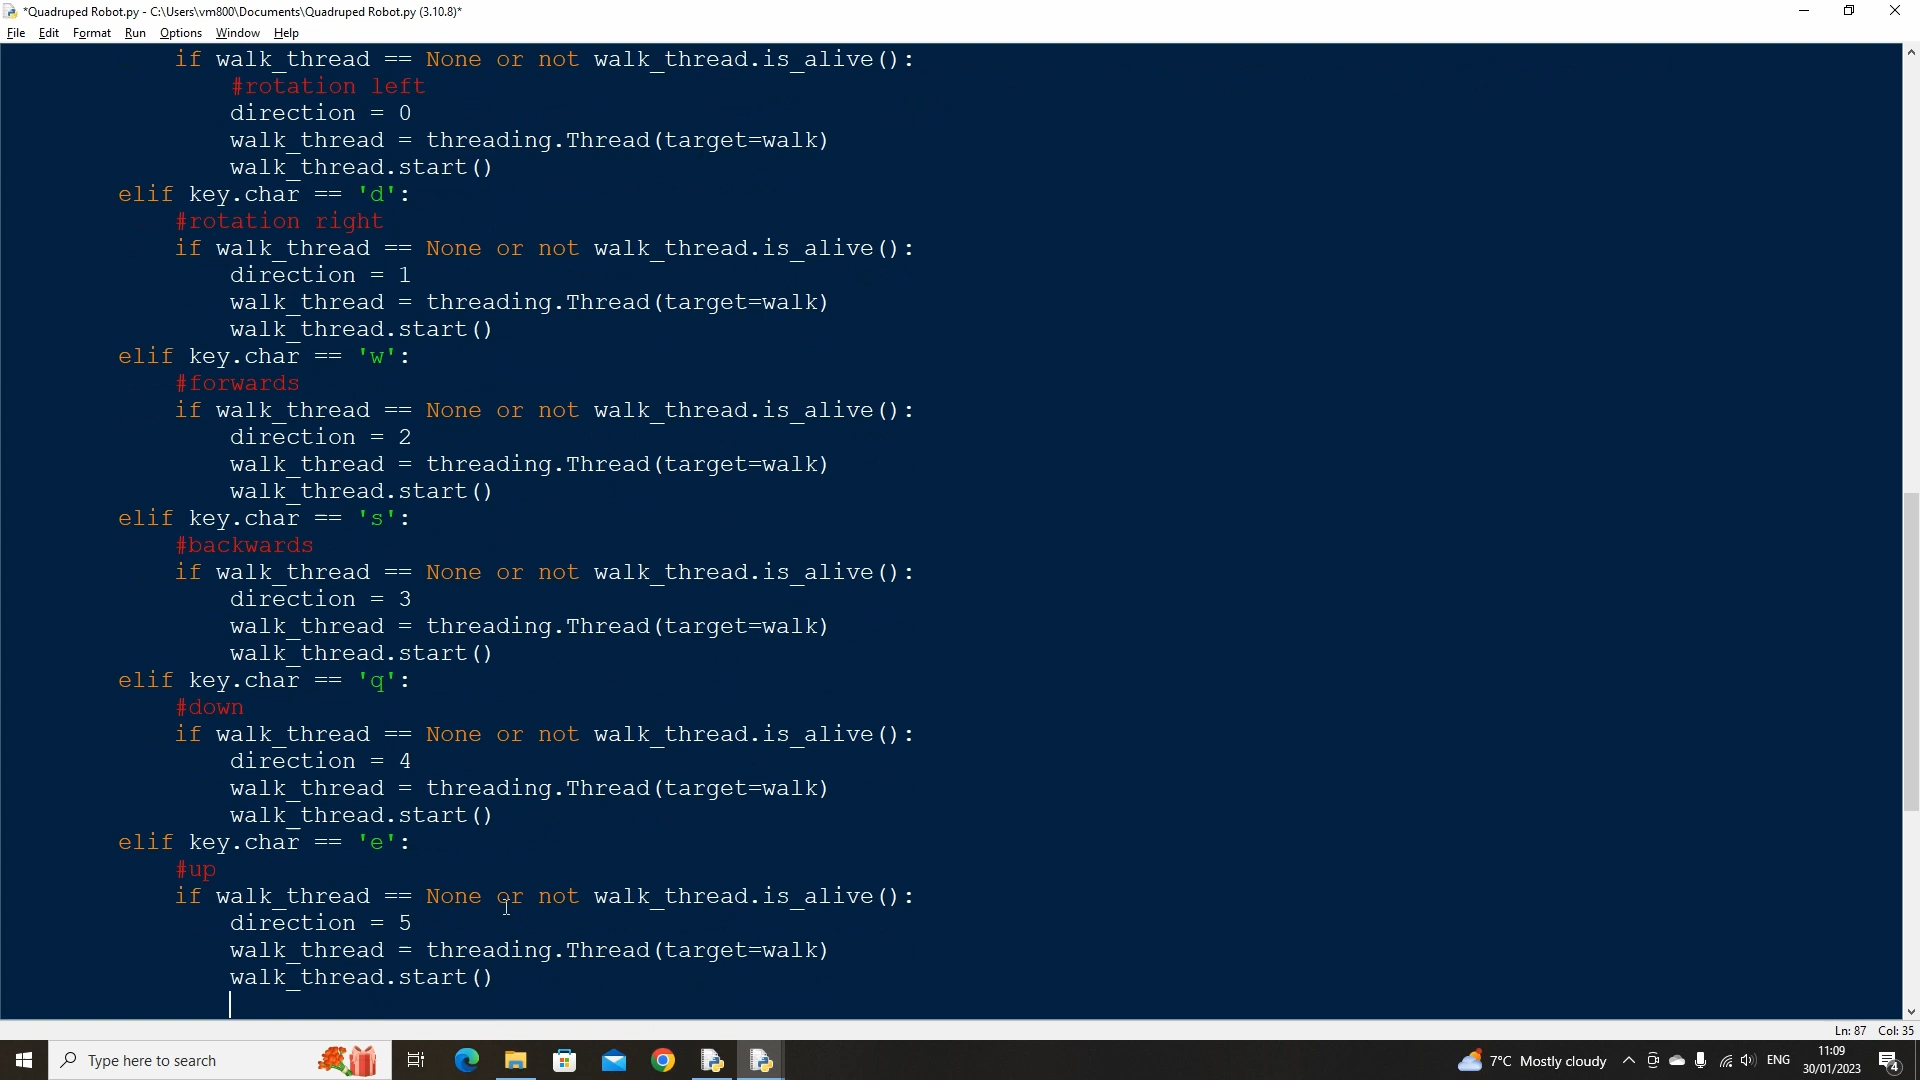 *Quadruped Robot.py - C:\Users\vm800\Documents\Quadruped Robot.py (3.10.8)*
File Edit Format Run Options Window Help
if walk_thread == None or not walk_thread.is_alive():
#rotation left
direction = 0
walk_thread = threading.Thread(target=walk)
walk_thread.start()
elif key.char == 'd':
#rotation right
if walk_thread == None or not walk_thread.is_alive():
direction = 1
walk_thread = threading.Thread(target=walk)
walk_thread.start()
elif key.char == 'w':
#forwards
if walk_thread == None or not walk_thread.is_alive():
direction = 2
walk_thread = threading.Thread(target=walk)
walk_thread.start()
elif key.char == 's':
#backwards
if walk_thread == None or not walk_thread.is_alive():
direction = 3
walk_thread = threading.Thread(target=walk)
walk_thread.start()
elif key.char == 'q':
#down
if walk_thread == None or not walk_thread.is_alive():
direction = 4
walk_thread = threading.Thread(target=walk)
walk_thread.start()
elif key.char == 'e':
#up
if walk_thread == None or not walk_thread.is_alive():
direction = 5
walk_thread = threading.Thread(target=walk)
walk_thread.start()
Ln: 87 Col: 35
Type here to search
7°C Mostly cloudy ENG
11:09
30/01/2023
4